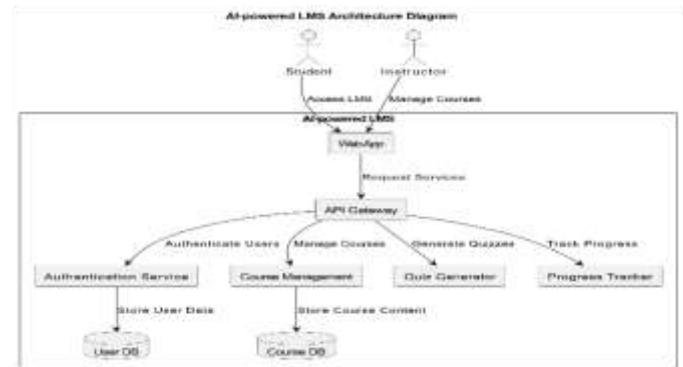 AI-powered LMS Architecture Diagram
Student
Instructor
Access LMS
Manage Courses
AI-powered LMS
WebApp
Request Services
API Gateway
Authenticate Users
Manage Courses
Generate Quizzes
Track Progress
Authentication Service
Course Management
Quiz Generator
Progress Tracker
Store User Data
Store Course Content
User DB
Course DB